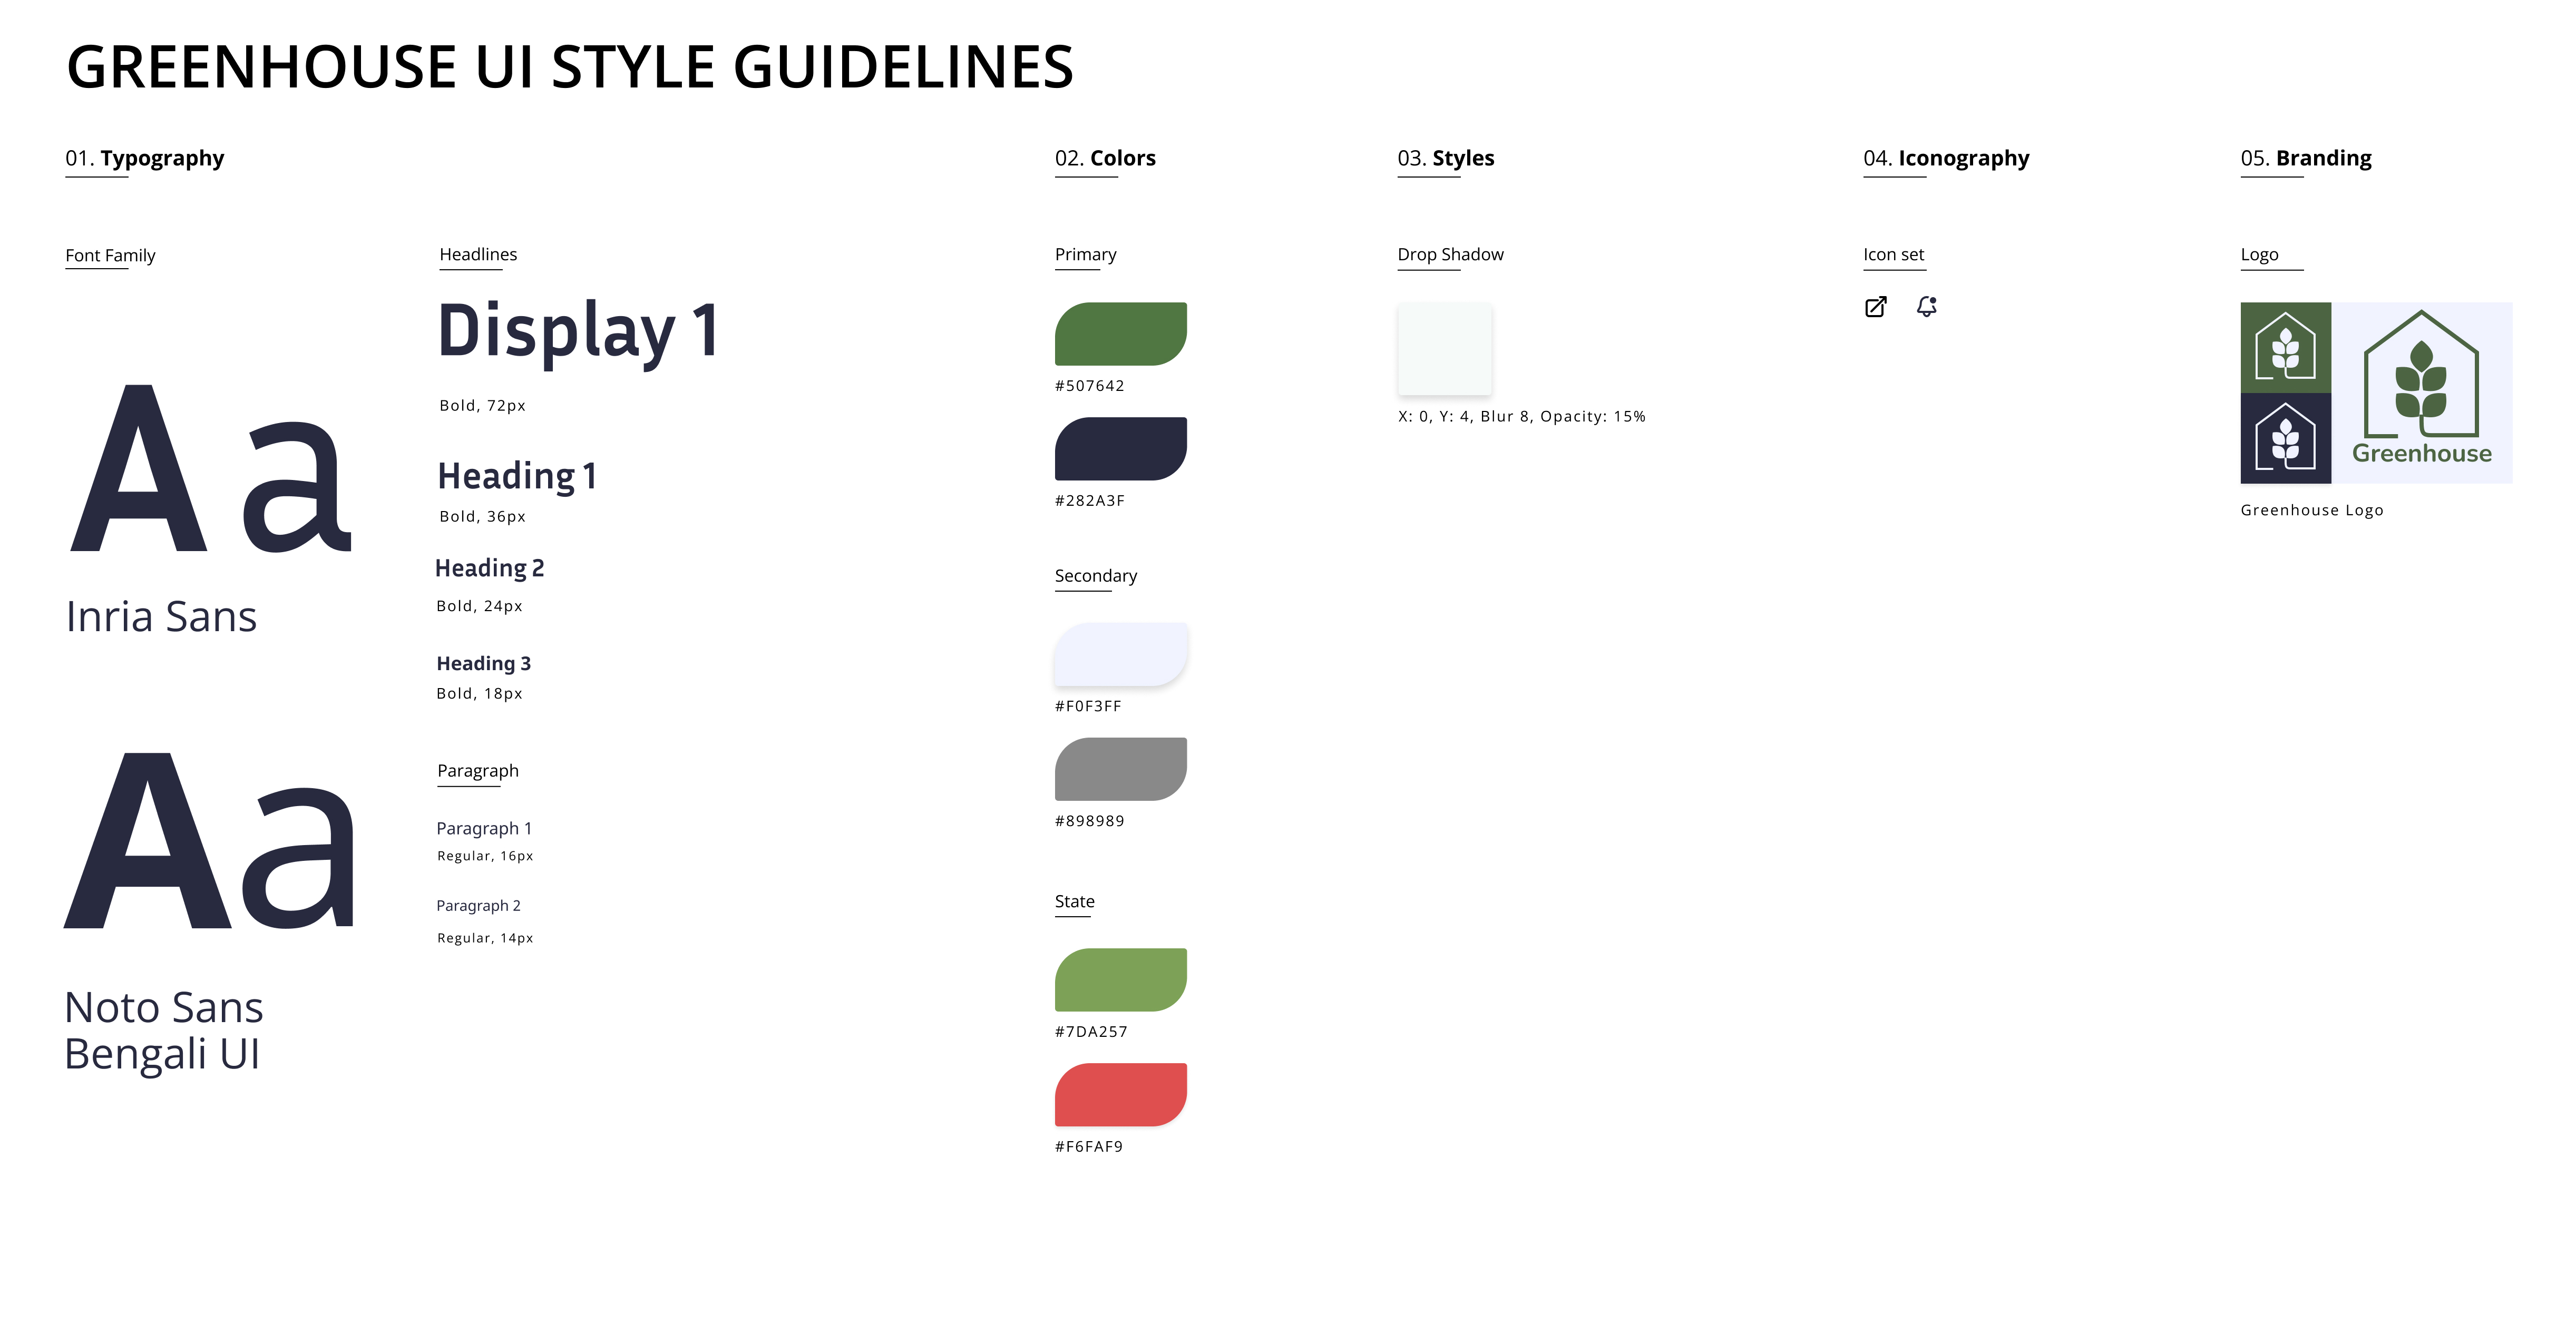 GREENHOUSE UI STYLE GUIDELINES
01. Typography
Font Family
Aa
Inria Sans
Aa
Noto Sans
Bengali UI
Headlines
Display 1
Bold, 72px
Heading 1
Bold, 36px
Heading 2
Bold, 24px
Heading 3
Bold, 18px
Paragraph
Paragraph 1
Regular, 16px
Paragraph 2
Regular, 14px
02. Colors
Primary
#507642
#282A3F
Secondary
#F0F3FF
#898989
State
#7DA257
#F6FAF9
03. Styles
Drop Shadow
X: 0, Y: 4, Blur 8, Opacity: 15%
04. Iconography
Icon set
05. Branding
Logo
Greenhouse
Greenhouse Logo